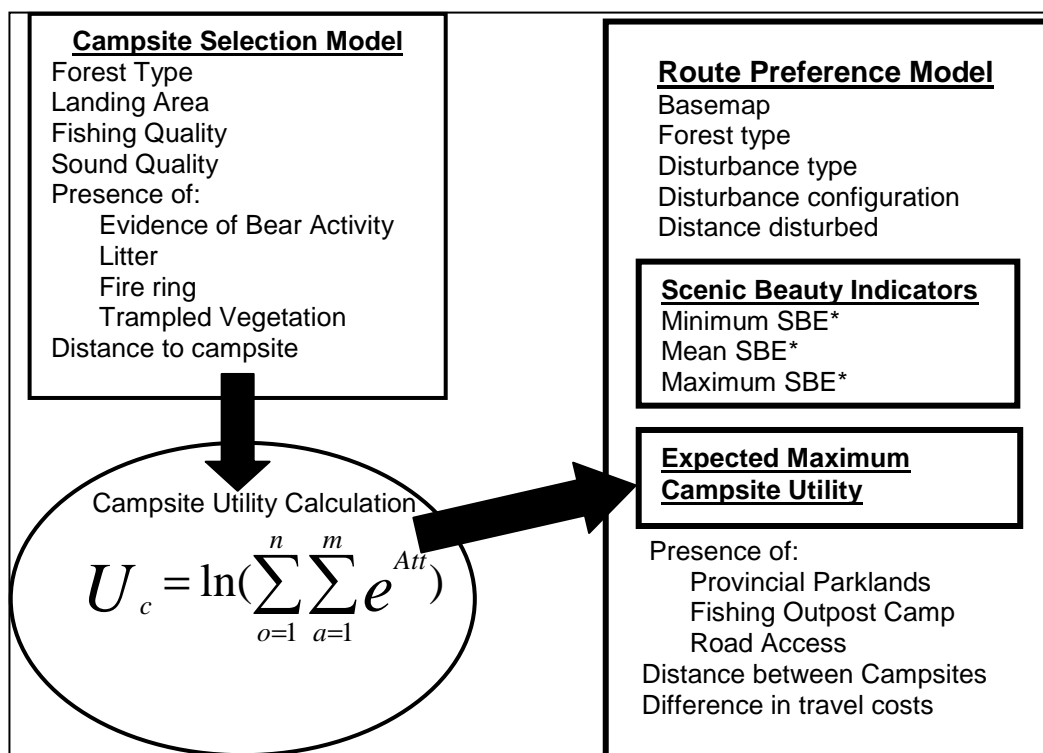 Campsite Selection Model
Forest Type
Landing Area
Fishing Quality
Sound Quality
Presence of:
Evidence of Bear Activity
Litter
Fire ring
Trampled Vegetation
Distance to campsite
Campsite Utility Calculation
U_c = ln(∑_{o=1}^{n} ∑_{a=1}^{m} e^{Att})
Route Preference Model
Basemap
Forest type
Disturbance type
Disturbance configuration
Distance disturbed
Scenic Beauty Indicators
Minimum SBE*
Mean SBE*
Maximum SBE*
Expected Maximum
Campsite Utility
Presence of:
Provincial Parklands
Fishing Outpost Camp
Road Access
Distance between Campsites
Difference in travel costs